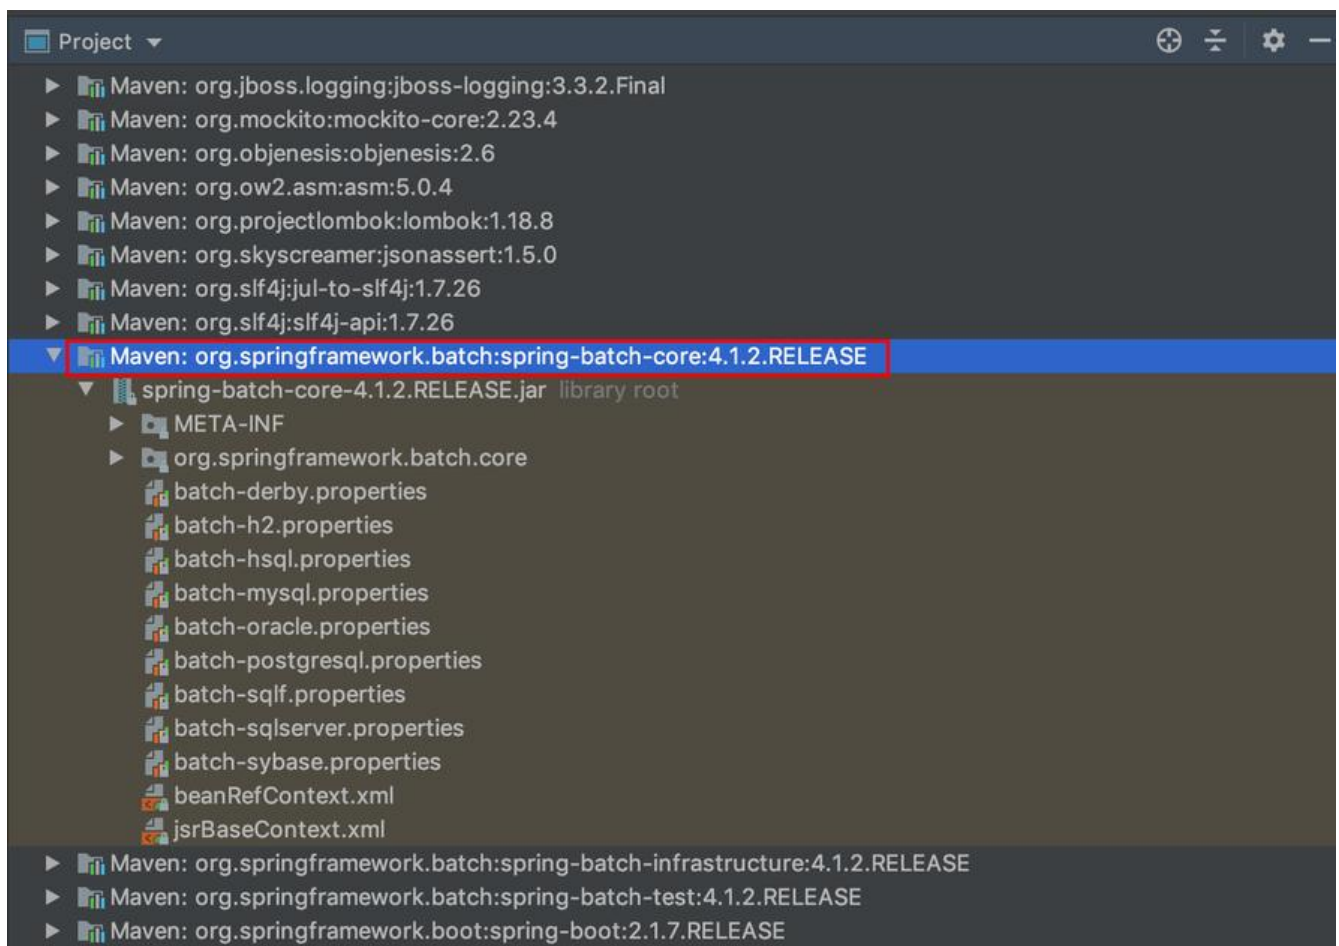 Project
Maven: org.jboss.logging:jboss-logging:3.3.2.Final
Maven: org.mockito:mockito-core:2.23.4
Maven: org.objenesis:objenesis:2.6
Maven: org.ow2.asm:asm:5.0.4
Maven: org.projectlombok:lombok:1.18.8
Maven: org.skyscreamer:jsonassert:1.5.0
Maven: org.slf4j:jul-to-slf4j:1.7.26
Maven: org.slf4j:slf4j-api:1.7.26
Maven: org.springframework.batch:spring-batch-core:4.1.2.RELEASE
spring-batch-core-4.1.2.RELEASE.jar library root
META-INF
org.springframework.batch.core
batch-derby.properties
batch-h2.properties
batch-hsql.properties
batch-mysql.properties
batch-oracle.properties
batch-postgresql.properties
batch-sqlf.properties
batch-sqlserver.properties
batch-sybase.properties
beanRefContext.xml
jsrBaseContext.xml
Maven: org.springframework.batch:spring-batch-infrastructure:4.1.2.RELEASE
Maven: org.springframework.batch:spring-batch-test:4.1.2.RELEASE
Maven: org.springframework.boot:spring-boot:2.1.7.RELEASE